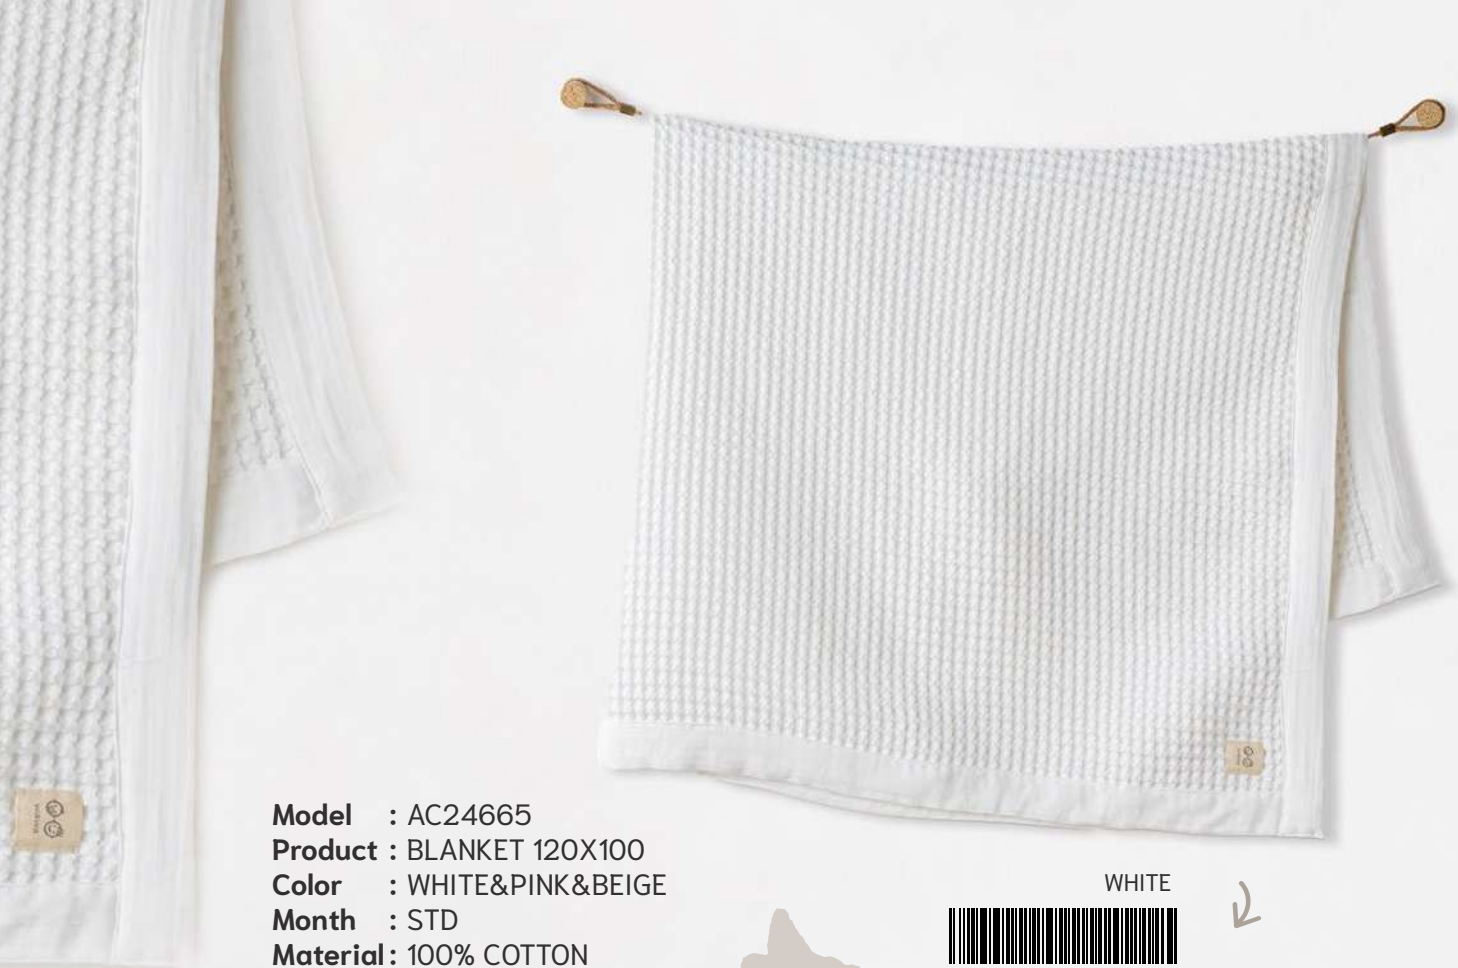 Model : AC24665
Product : BLANKET 120X100
Color : WHITE&PINK&BEIGE
Month : STD
Material : 100% COTTON
WHITE